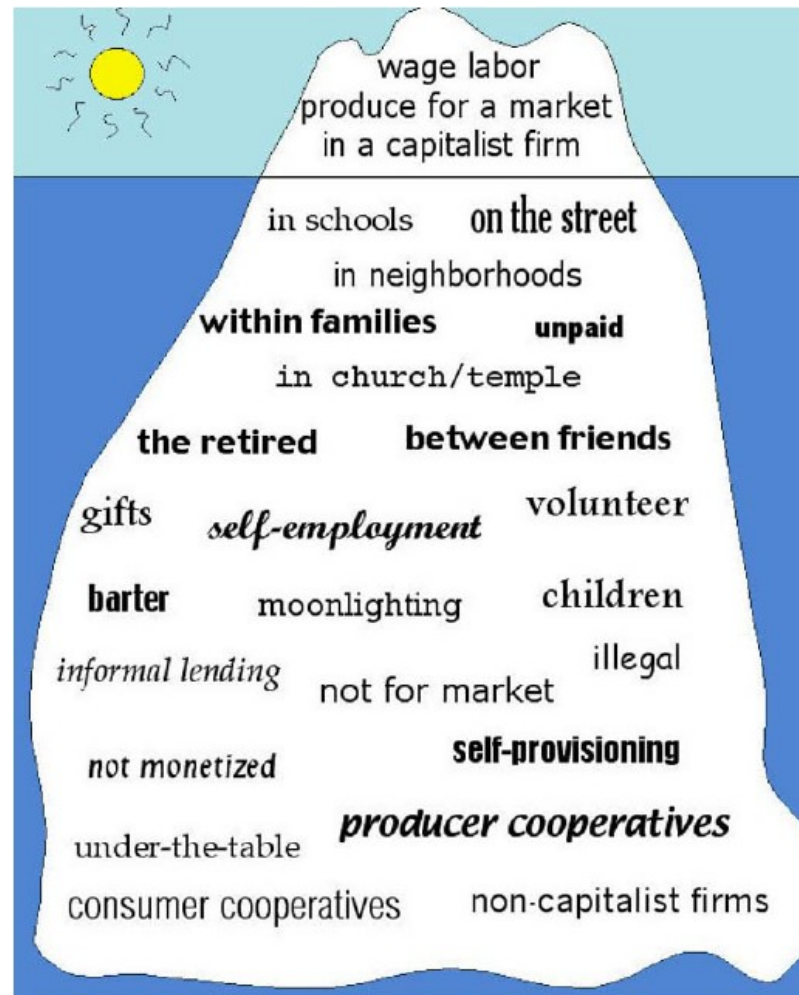 wage labor
produce for a market
in a capitalist firm
in schools
on the street
in neighborhoods
within families
unpaid
in church/temple
the retired
between friends
gifts
self-employment
volunteer
barter
moonlighting
children
informal lending
not for market
illegal
not monetized
self-provisioning
under-the-table
producer cooperatives
consumer cooperatives
non-capitalist firms